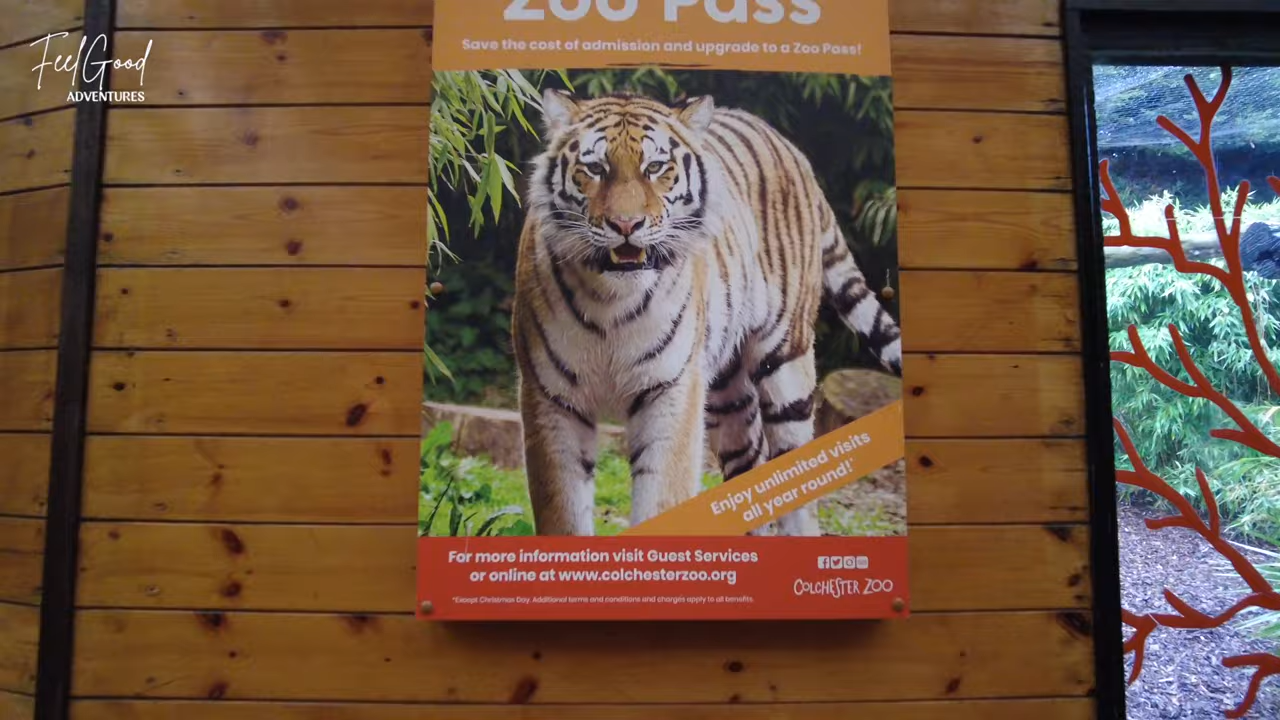 FeelGood
ADVENTURES
Zoo Pass
Save the cost of admission and upgrade to a Zoo Pass!
Enjoy unlimited visits
all year round!*
For more information visit Guest Services
or online at www.colchesterzoo.org
COLCHESTER ZOO
*Except Christmas Day. Additional terms and conditions and charges apply to all benefits.